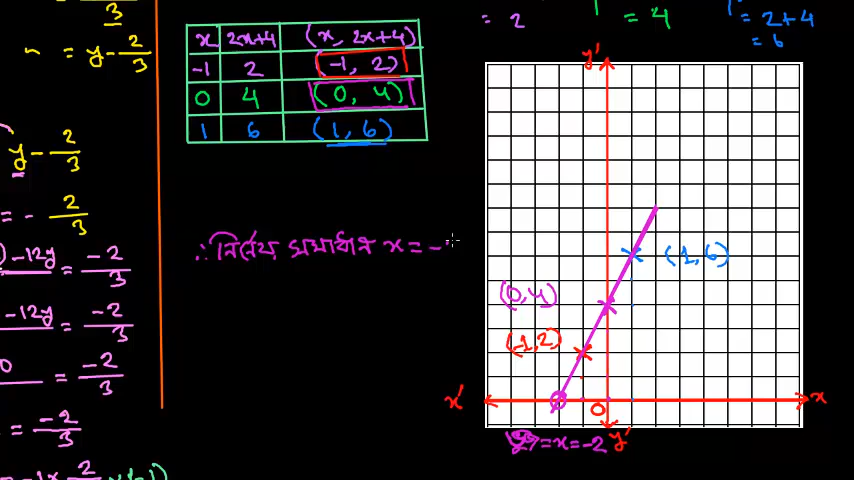 2/3
= y - 2/3
y - 2/3
= - 2/3
-12y = -2/3
-12y = -2/3
= -2/3
= -2/3
= 2
= 4
= 2+4
= 6
x 2x+4 (x, 2x+4)
-1 2 (-1, 2)
0 4 (0, 4)
1 6 (1, 6)
∴ নির্ণেয় সমাধান x = -
y'
(1,6)
(0,4)
(-1,2)
x' 0 x
= x = -2 y'